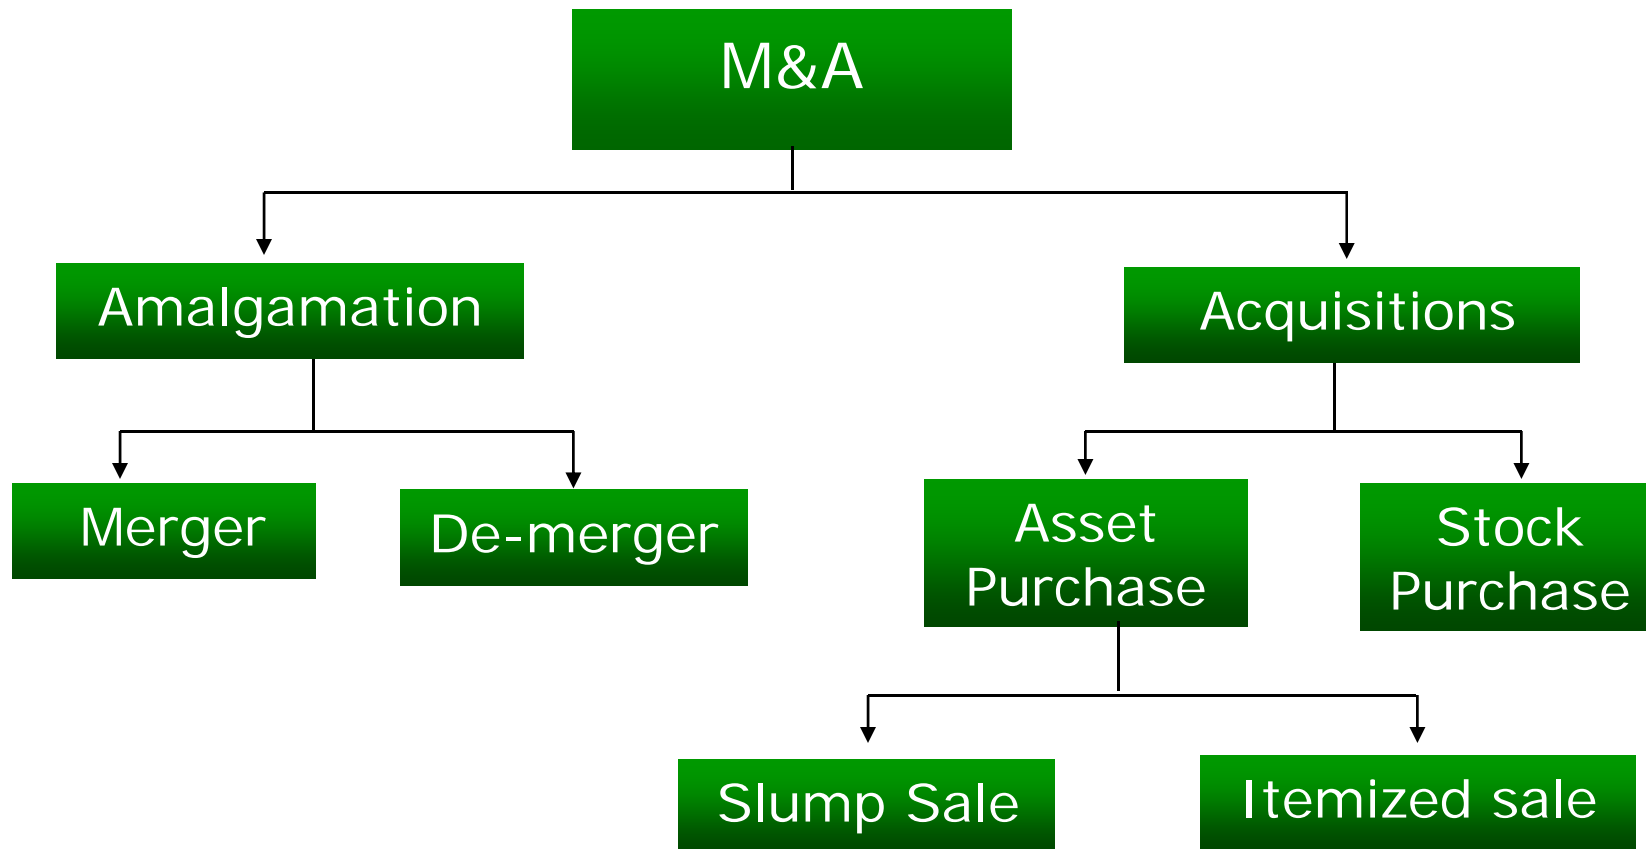 M&A
Amalgamation
Acquisitions
Merger
De-merger
Asset
Purchase
Stock
Purchase
Slump Sale
Itemized sale